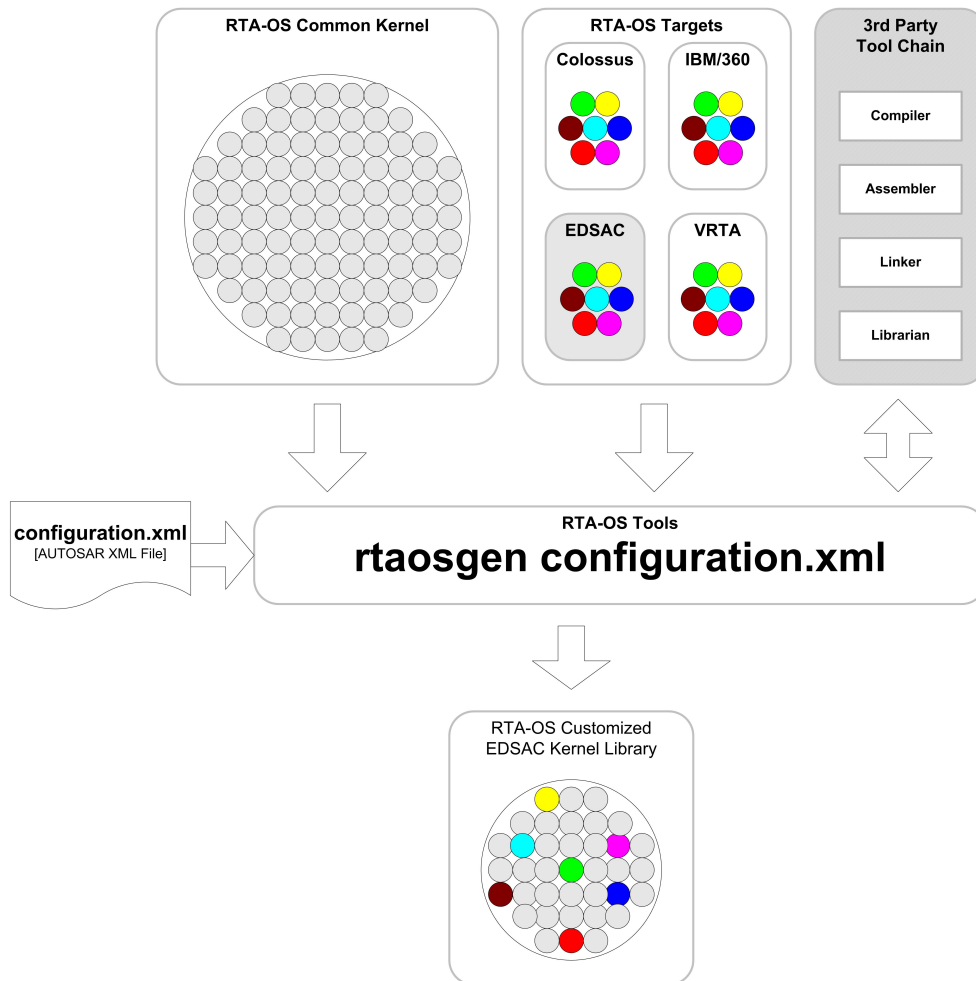 RTA-OS Common Kernel
RTA-OS Targets
Colossus
IBM/360
EDSAC
VRTA
3rd Party
Tool Chain
Compiler
Assembler
Linker
Librarian
configuration.xml
[AUTOSAR XML File]
RTA-OS Tools
rtaosgen configuration.xml
RTA-OS Customized
EDSAC Kernel Library